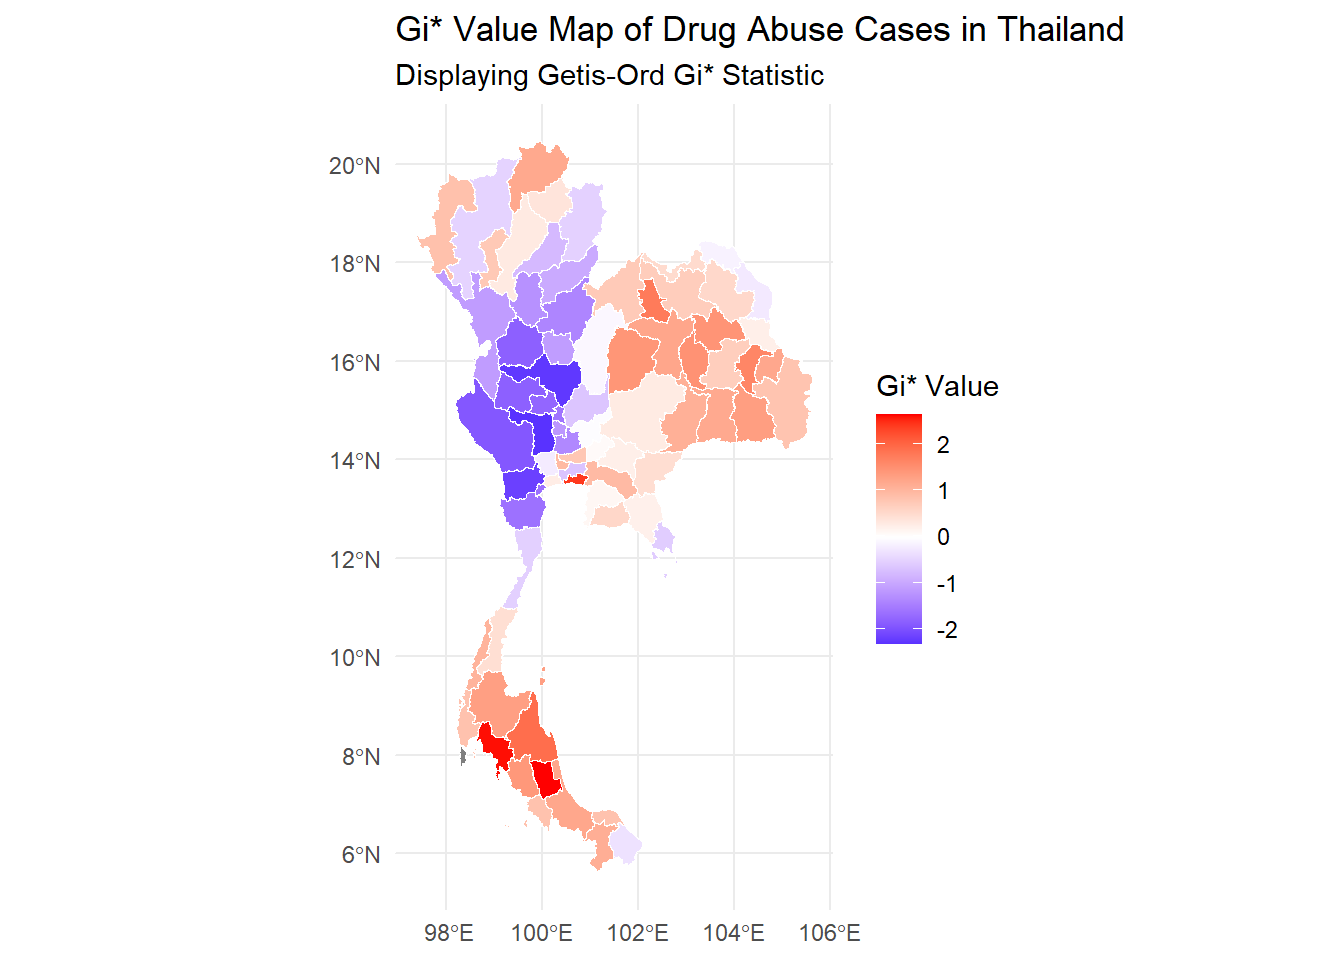 Gi* Value Map of Drug Abuse Cases in Thailand
Displaying Getis-Ord Gi* Statistic
20°N
18°N
16°N
14°N
12°N
10°N
8°N
6°N
98°E 100°E 102°E 104°E 106°E
Gi* Value
2
1
0
-1
-2